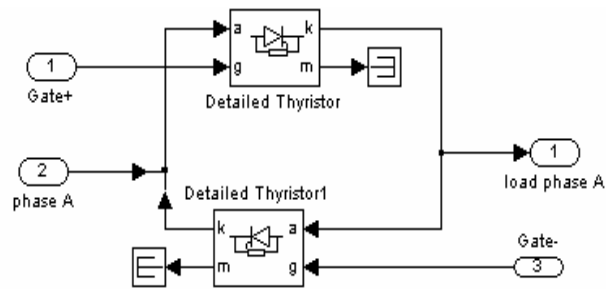 a
k
1
g
m
Gate+
Detailed Thyristor
2
1
phase A
load phase A
Detailed Thyristor1
k
a
Gate-
m
g
3